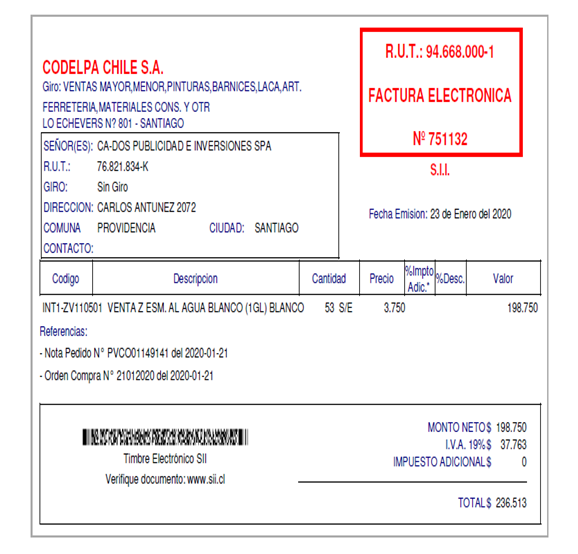 CODELPA CHILE S.A.
Giro: VENTAS MAYOR,MENOR,PINTURAS,BARNICES,LACA,ART.
FERRETERIA,MATERIALES CONS. Y OTR
LO ECHEVERS N? 801 - SANTIAGO
R.U.T.: 94.668.000-1
FACTURA ELECTRONICA
Nº 751132
S.I.I.
SEÑOR(ES): CA-DOS PUBLICIDAD E INVERSIONES SPA
R.U.T.: 76.821.834-K
GIRO: Sin Giro
DIRECCION: CARLOS ANTUNEZ 2072
COMUNA PROVIDENCIA CIUDAD: SANTIAGO
CONTACTO:
Fecha Emision: 23 de Enero del 2020
Codigo Descripcion Cantidad Precio %Impto Adic.* %Desc. Valor
INT1-ZV110501 VENTA Z ESM. AL AGUA BLANCO (1GL) BLANCO 53 S/E 3.750 198.750
Referencias:
- Nota Pedido N° PVCO01149141 del 2020-01-21
- Orden Compra N° 21012020 del 2020-01-21
Timbre Electrónico SII
Verifique documento: www.sii.cl
MONTO NETO $ 198.750
I.V.A. 19% $ 37.763
IMPUESTO ADICIONAL $ 0
TOTAL $ 236.513